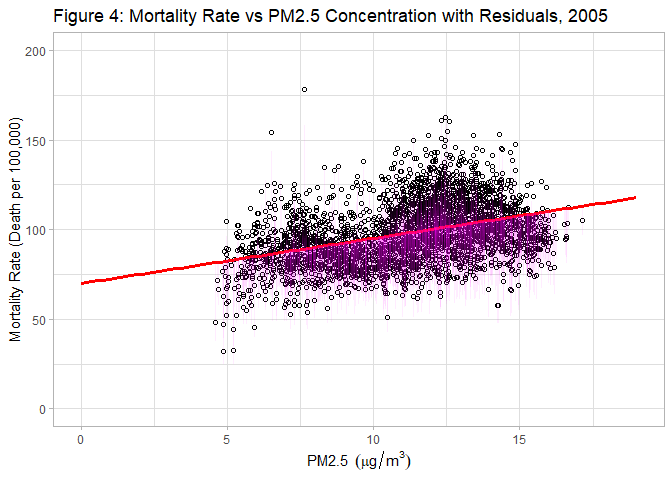 Figure 4: Mortality Rate vs PM2.5 Concentration with Residuals, 2005
Mortality Rate (Death per 100,000)
200
150
100
50
0
0 5 10 15
PM2.5 (μg/m³)